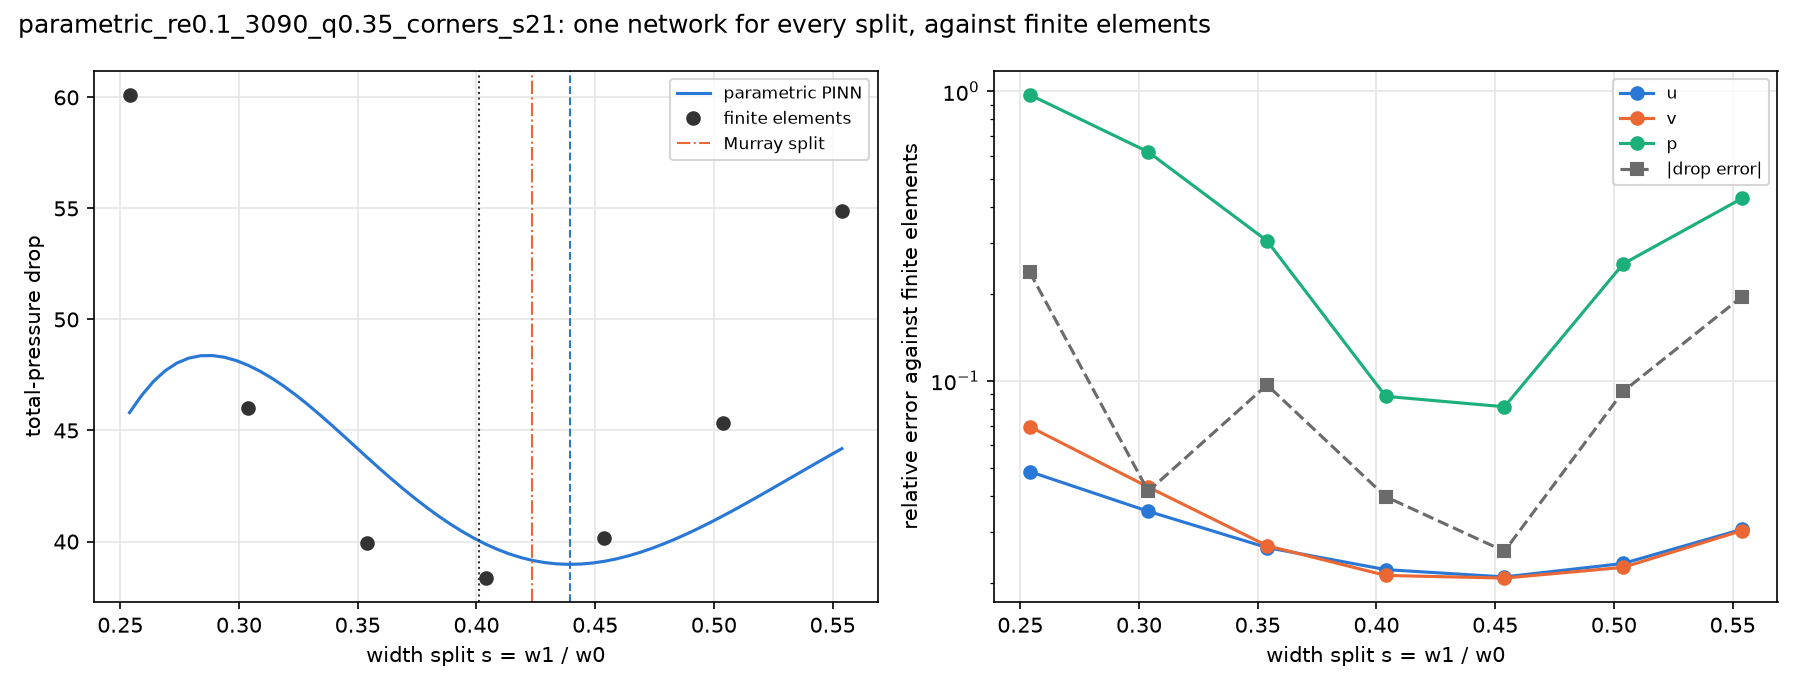 parametric_re0.1_3090_q0.35_corners_s21: one network for every split, against finite elements
total-pressure drop
60
55
50
45
40
parametric PINN
finite elements
Murray split
0.25 0.30 0.35 0.40 0.45 0.50 0.55
width split s = w1 / w0
relative error against finite elements
10⁰
10⁻¹
u
v
p
|drop error|
0.25 0.30 0.35 0.40 0.45 0.50 0.55
width split s = w1 / w0